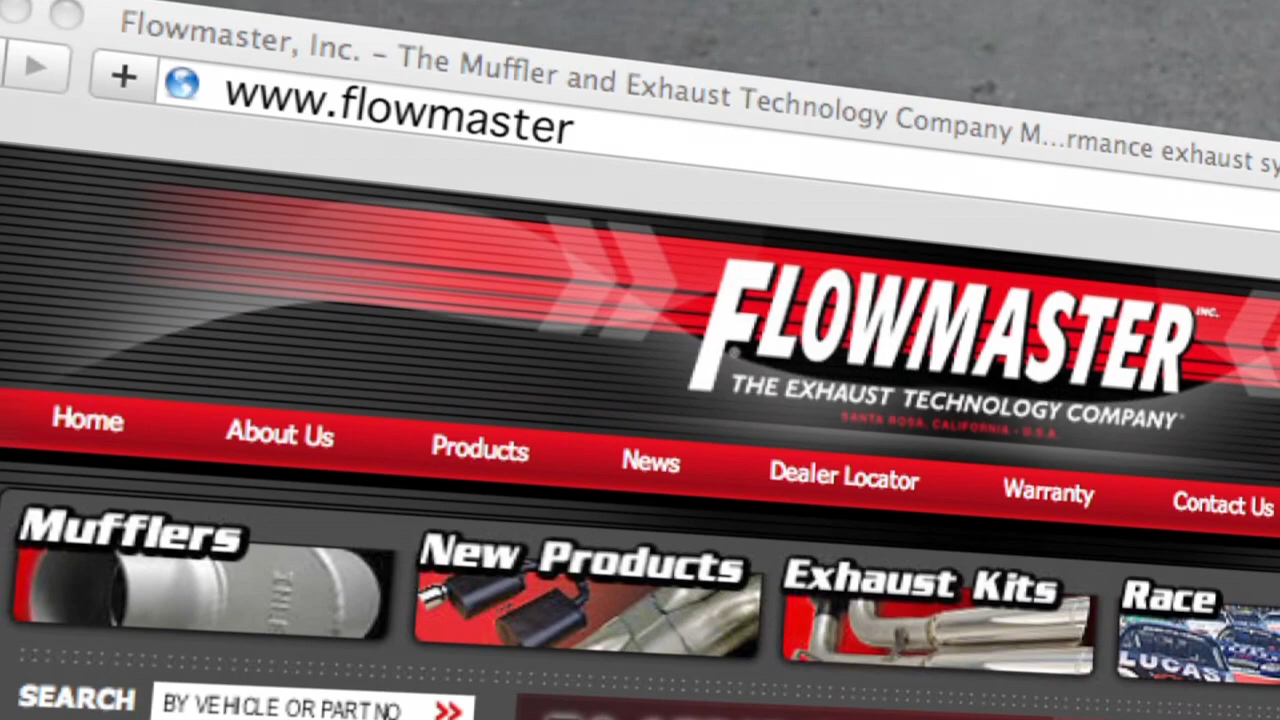 Flowmaster, Inc. – The Muffler and Exhaust Technology Company M...rmance exhaust sy
+
www.flowmaster
FLOWMASTER INC.
®
THE EXHAUST TECHNOLOGY COMPANY®
SANTA ROSA, CALIFORNIA - U.S.A.
Home About Us Products News Dealer Locator Warranty Contact Us
Mufflers New Products Exhaust Kits Race
LUCAS
SEARCH BY VEHICLE OR PART NO